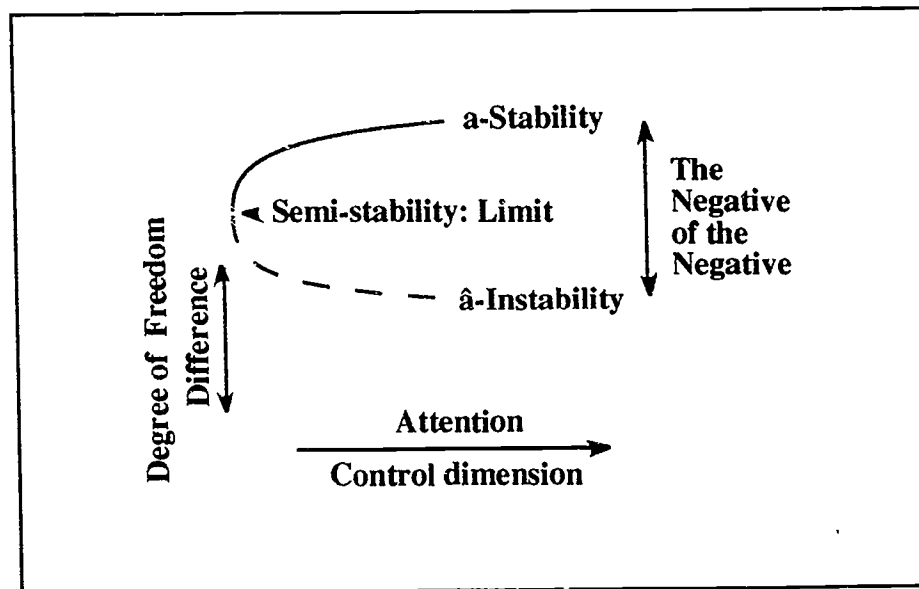 a-Stability
The
Negative
of the
Negative
Semi-stability: Limit
â-Instability
Degree of Freedom
Difference
Attention
Control dimension